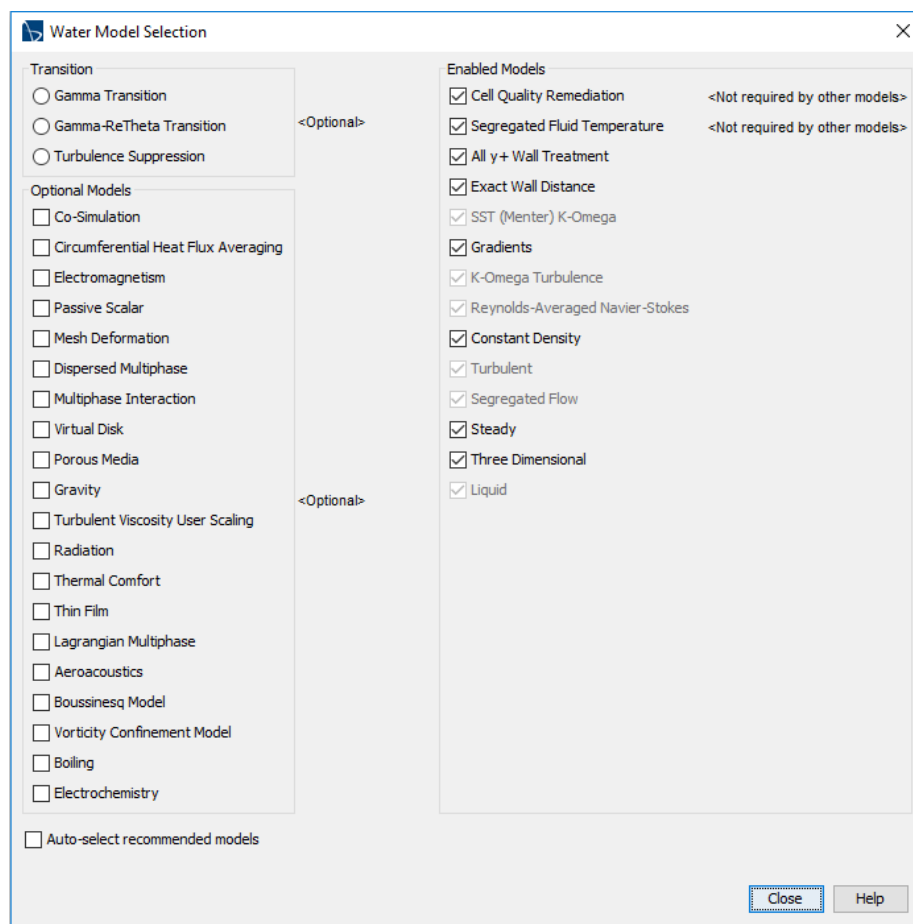 Water Model Selection
Transition
Gamma Transition
Gamma-ReTheta Transition
Turbulence Suppression
<Optional>
Optional Models
Co-Simulation
Circumferential Heat Flux Averaging
Electromagnetism
Passive Scalar
Mesh Deformation
Dispersed Multiphase
Multiphase Interaction
Virtual Disk
Porous Media
Gravity
Turbulent Viscosity User Scaling
Radiation
Thermal Comfort
Thin Film
Lagrangian Multiphase
Aeroacoustics
Boussinesq Model
Vorticity Confinement Model
Boiling
Electrochemistry
<Optional>
Enabled Models
Cell Quality Remediation <Not required by other models>
Segregated Fluid Temperature <Not required by other models>
All y+ Wall Treatment
Exact Wall Distance
SST (Menter) K-Omega
Gradients
K-Omega Turbulence
Reynolds-Averaged Navier-Stokes
Constant Density
Turbulent
Segregated Flow
Steady
Three Dimensional
Liquid
Auto-select recommended models
Close Help